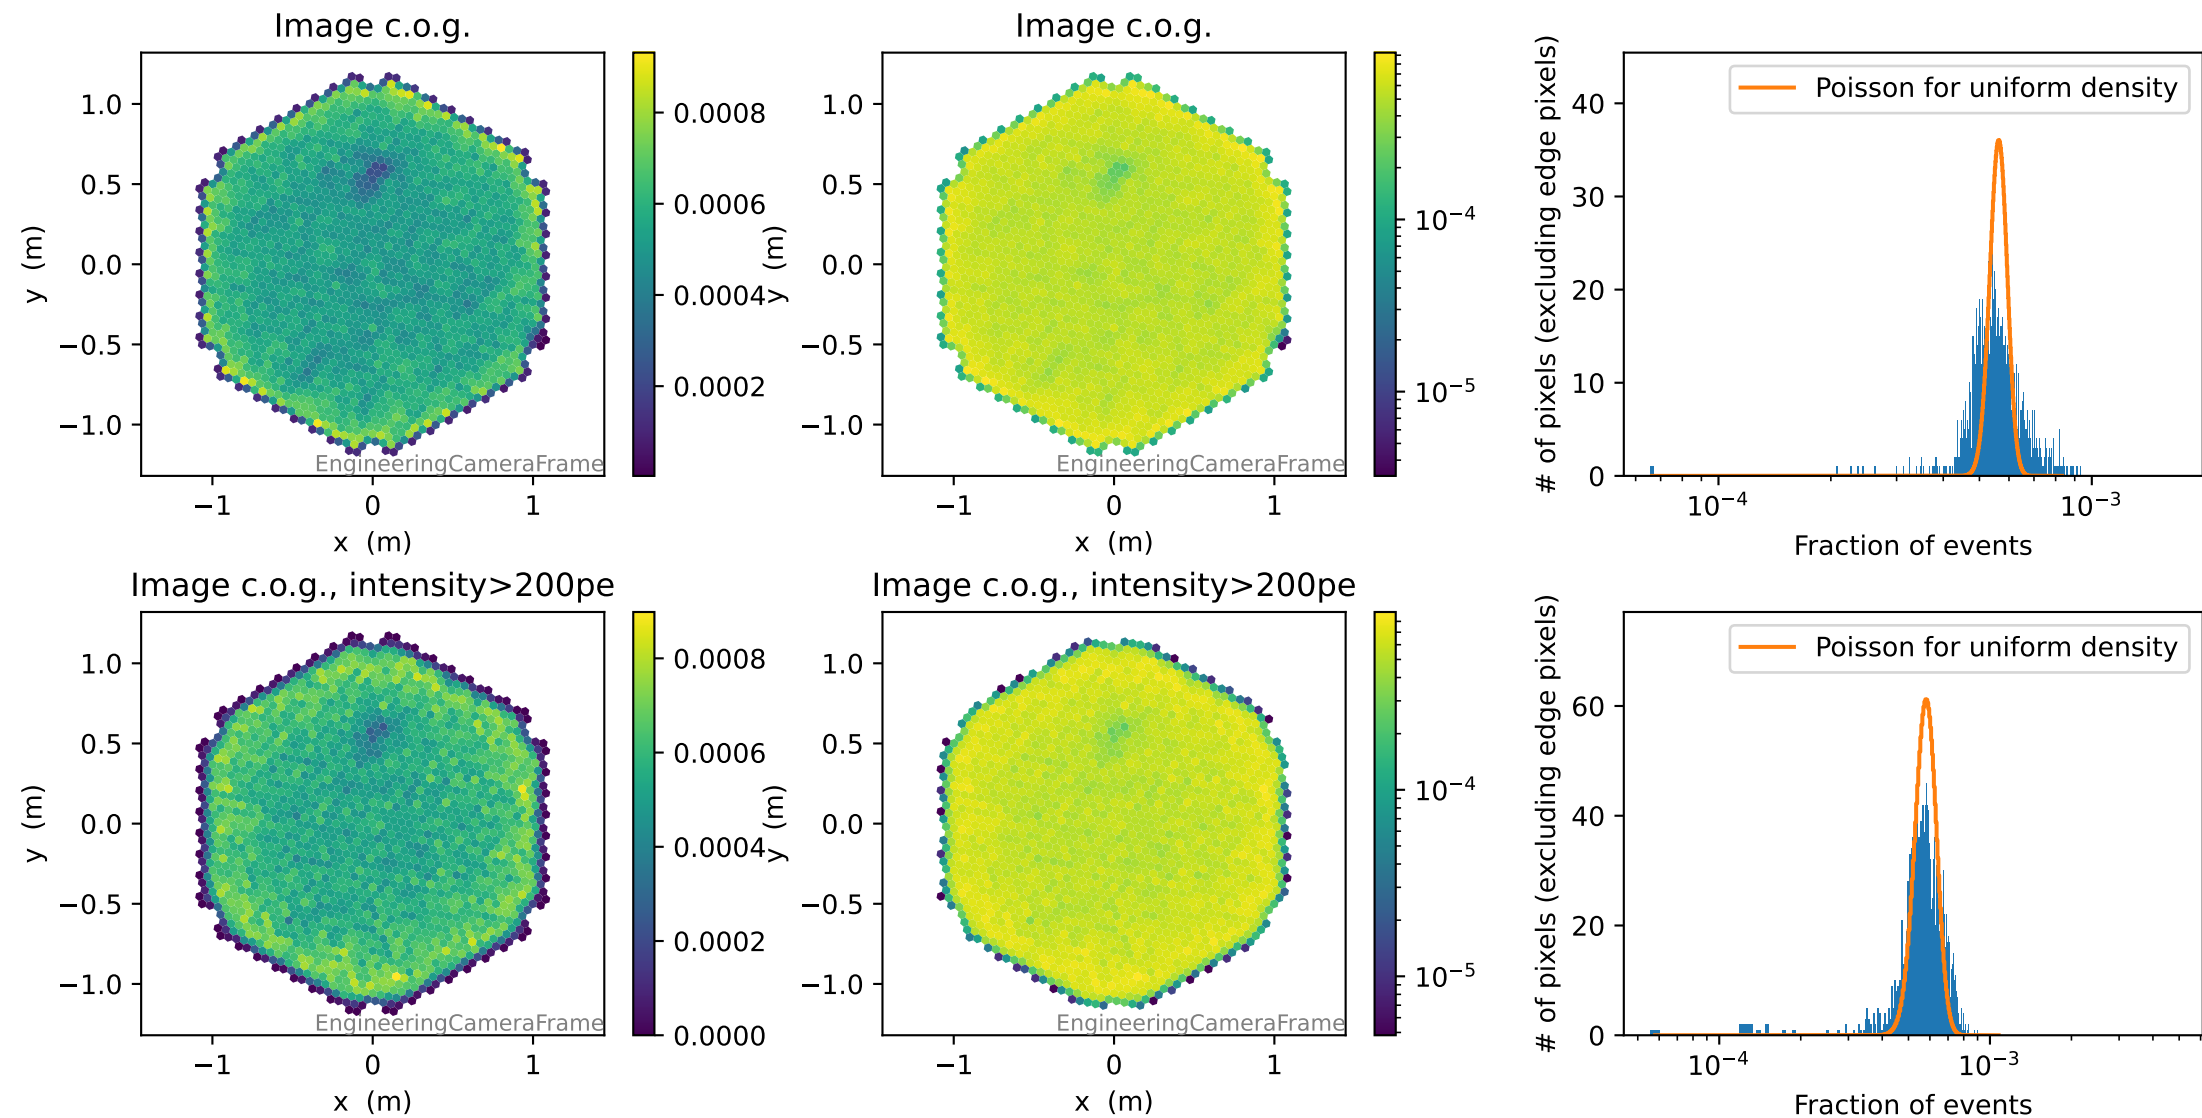 Image c.o.g.
1.0
0.5
0.0
−0.5
−1.0
y (m)
−1
0
1
x (m)
EngineeringCameraFrame
0.0008
0.0006
0.0004
0.0002
Image c.o.g.
1.0
0.5
0.0
−0.5
−1.0
y (m)
−1
0
1
x (m)
EngineeringCameraFrame
10⁻⁴
10⁻⁵
# of pixels (excluding edge pixels)
40
30
20
10
0
Poisson for uniform density
10⁻⁴
10⁻³
Fraction of events
Image c.o.g., intensity>200pe
1.0
0.5
0.0
−0.5
−1.0
y (m)
−1
0
1
x (m)
EngineeringCameraFrame
0.0008
0.0006
0.0004
0.0002
0.0000
Image c.o.g., intensity>200pe
1.0
0.5
0.0
−0.5
−1.0
y (m)
−1
0
1
x (m)
EngineeringCameraFrame
10⁻⁴
10⁻⁵
# of pixels (excluding edge pixels)
60
40
20
0
Poisson for uniform density
10⁻⁴
10⁻³
Fraction of events